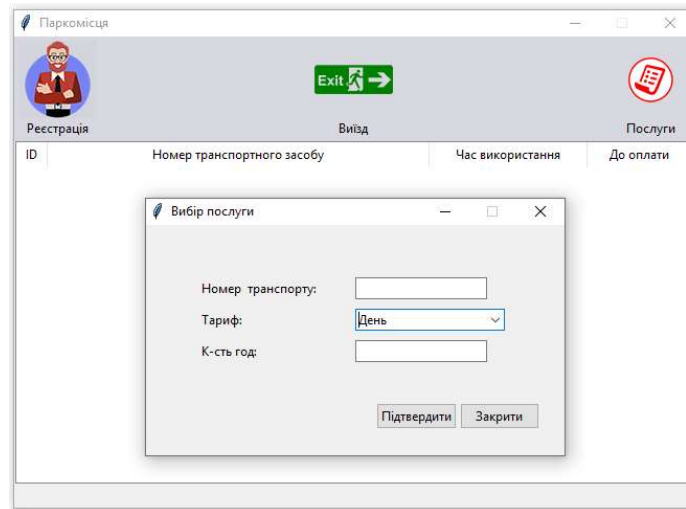 Паркомісця
Exit
Реєстрація Виїзд Послуги
ID Номер транспортного засобу Час використання До оплати
Вибір послуги
Номер транспорту:
Тариф: День
К-сть год:
Підтвердити Закрити